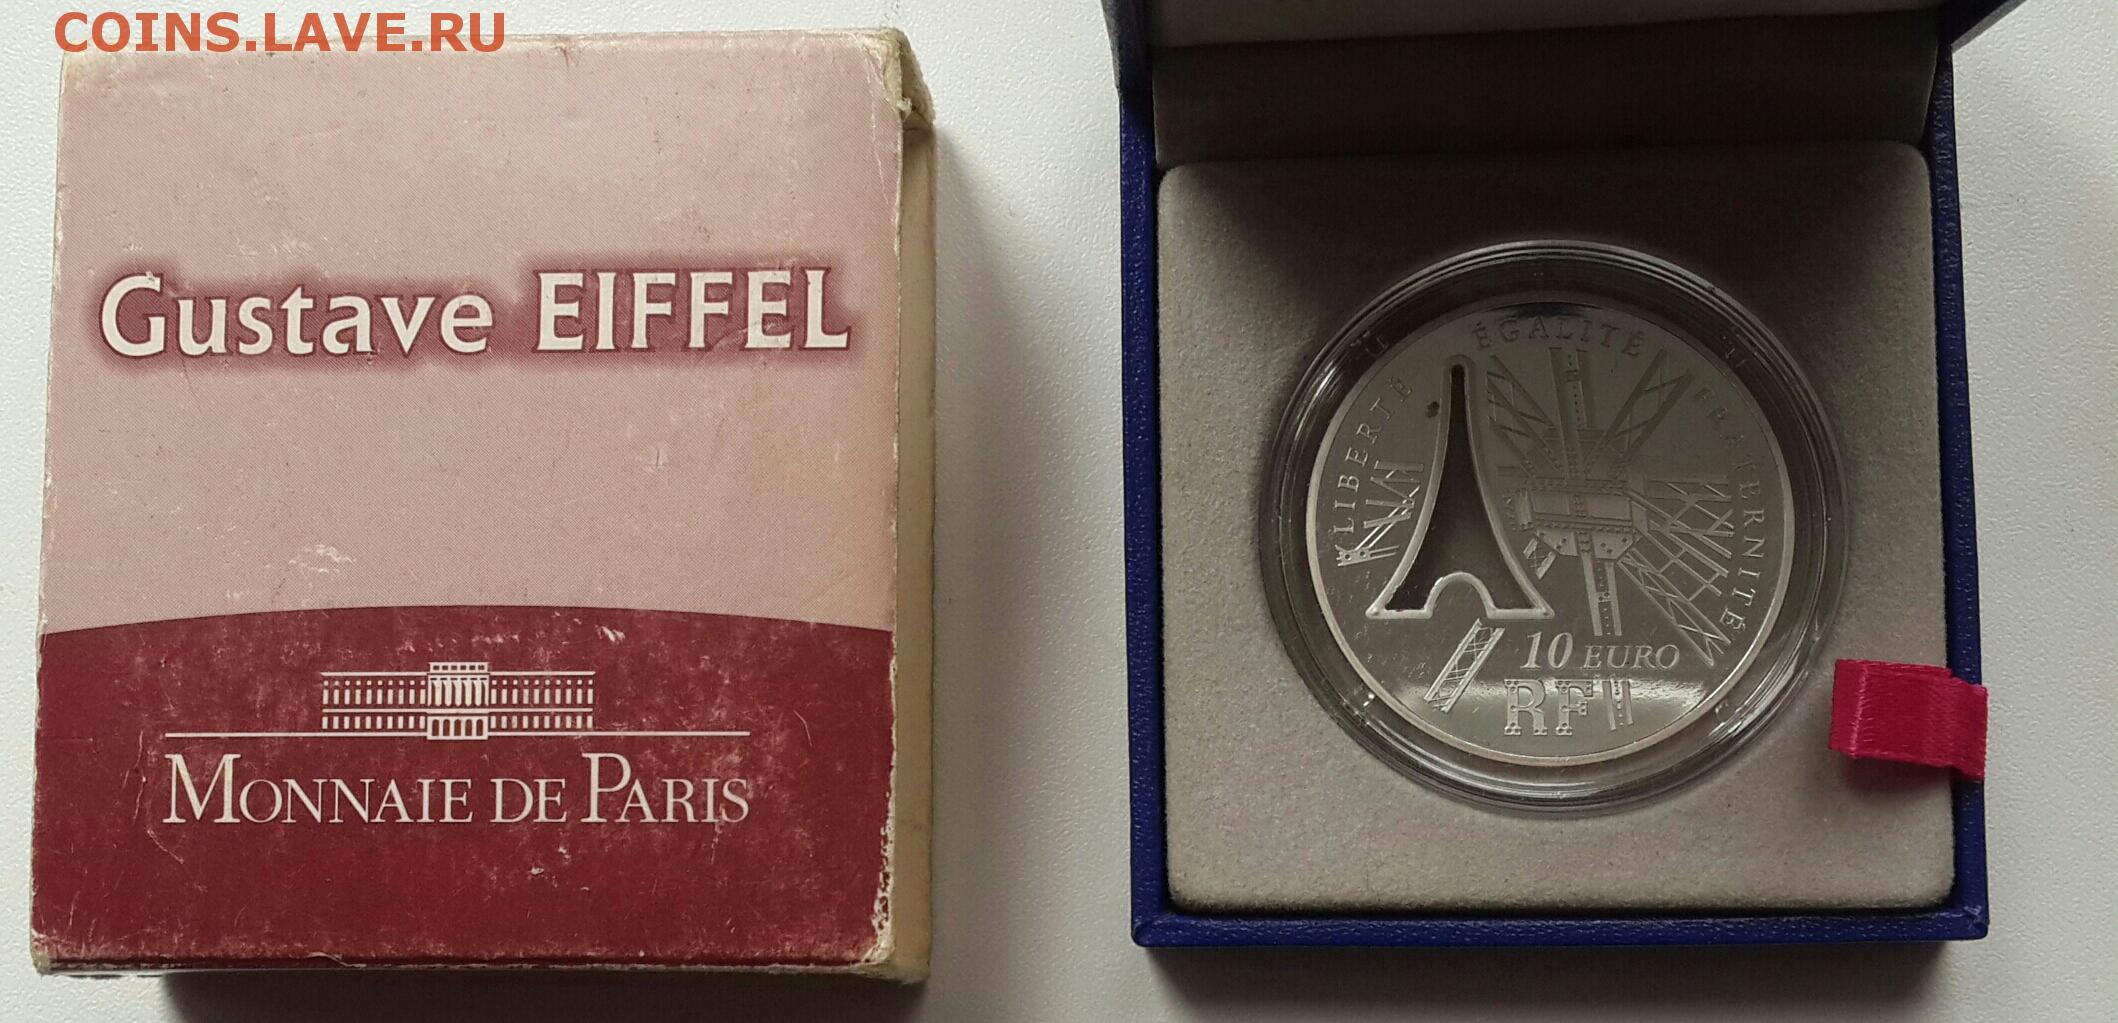 COINS.LAVE.RU
Gustave EIFFEL
MONNAIE DE PARIS
LIBERTÉ ÉGALITÉ FRATERNITÉ
10 EURO
RF